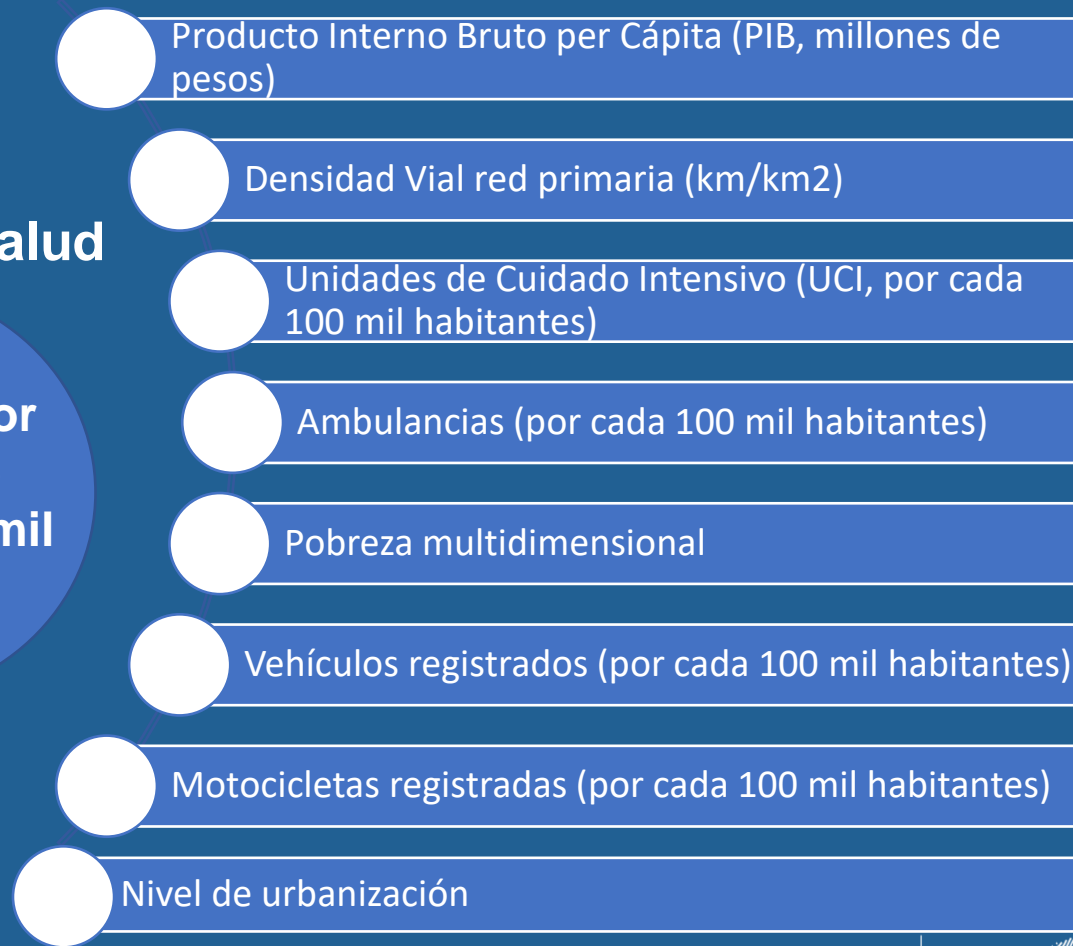 Producto Interno Bruto per Cápita (PIB, millones de
pesos)
Densidad Vial red primaria (km/km2)
alud
Unidades de Cuidado Intensivo (UCI, por cada
100 mil habitantes)
or
Ambulancias (por cada 100 mil habitantes)
mil
Pobreza multidimensional
Vehículos registrados (por cada 100 mil habitantes)
Motocicletas registradas (por cada 100 mil habitantes)
Nivel de urbanización